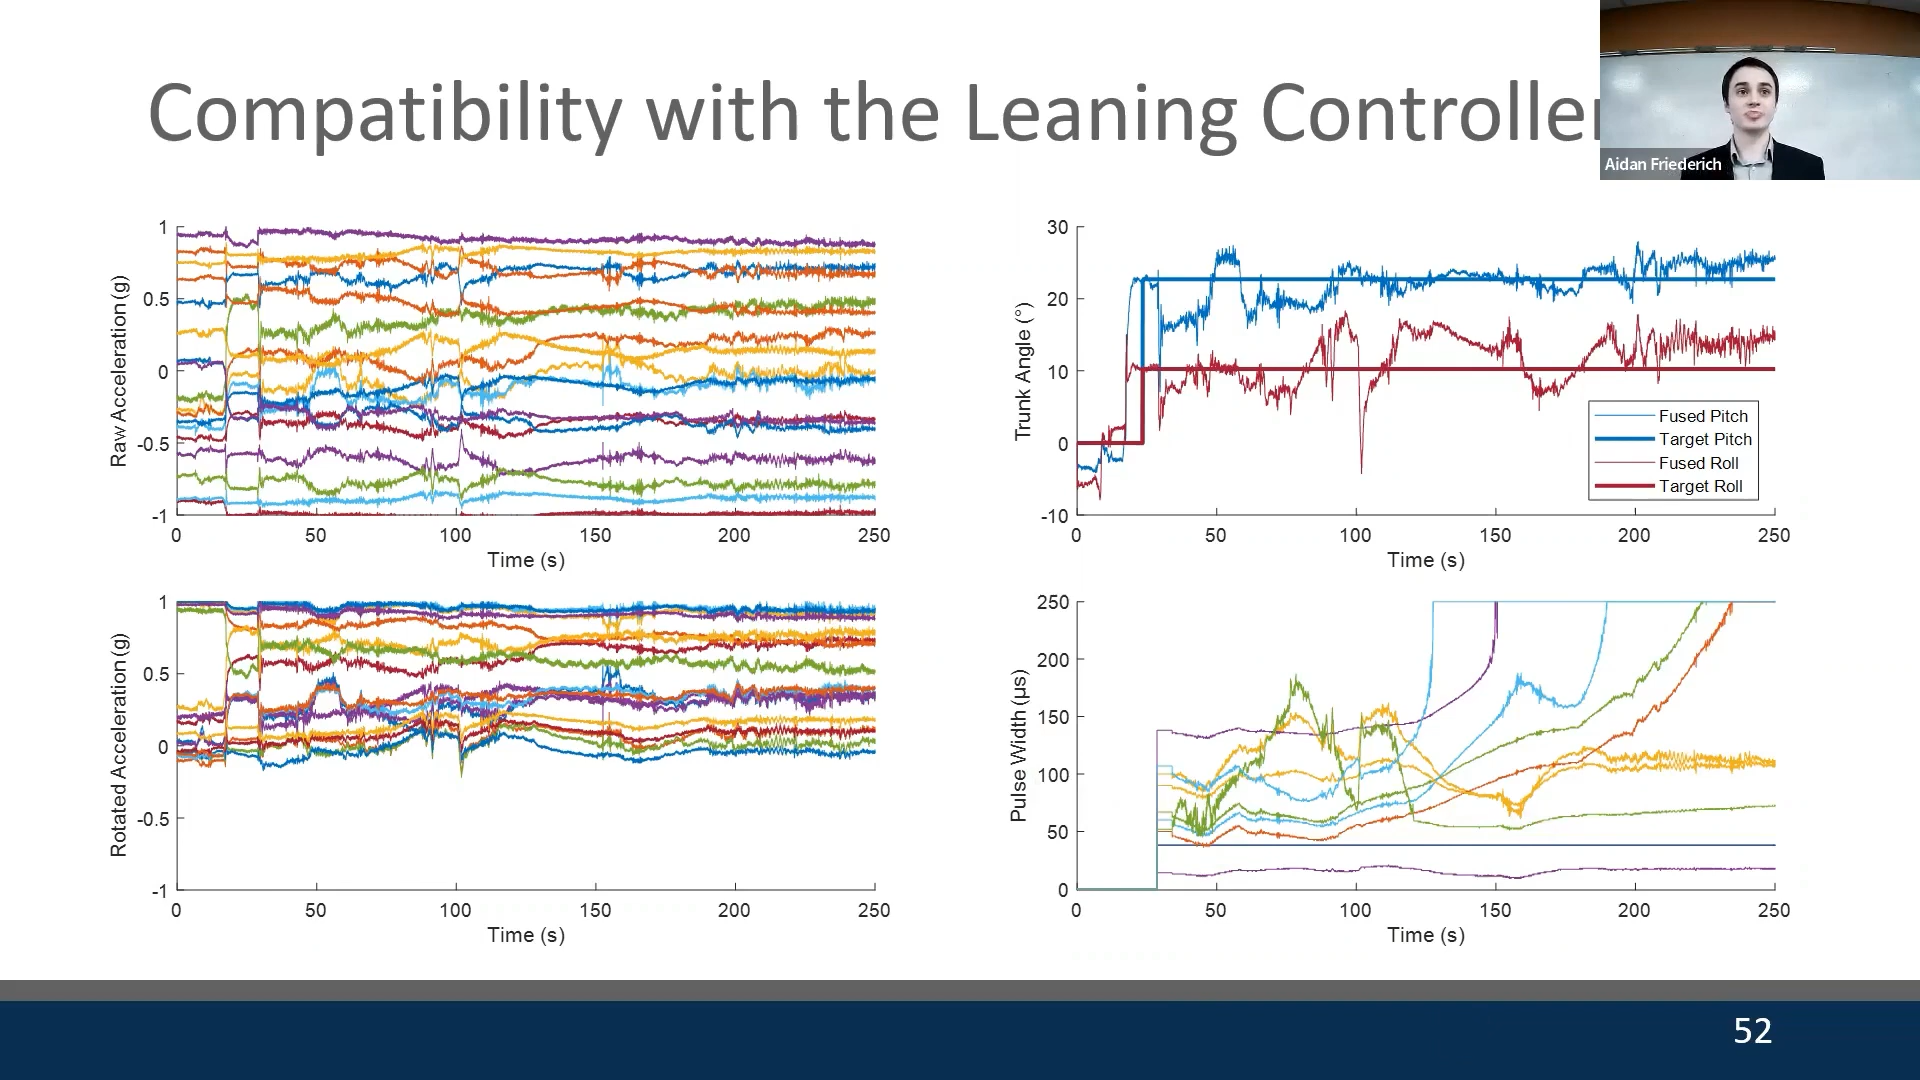 Compatibility with the Leaning Controller
Aidan Friederich
1
0.5
0
-0.5
-1
Raw Acceleration (g)
0 50 100 150 200 250
Time (s)
30
20
10
0
-10
Trunk Angle (°)
Fused Pitch
Target Pitch
Fused Roll
Target Roll
0 50 100 150 200 250
Time (s)
1
0.5
0
-0.5
-1
Rotated Acceleration (g)
0 50 100 150 200 250
Time (s)
250
200
150
100
50
0
Pulse Width (μs)
0 50 100 150 200 250
Time (s)
52